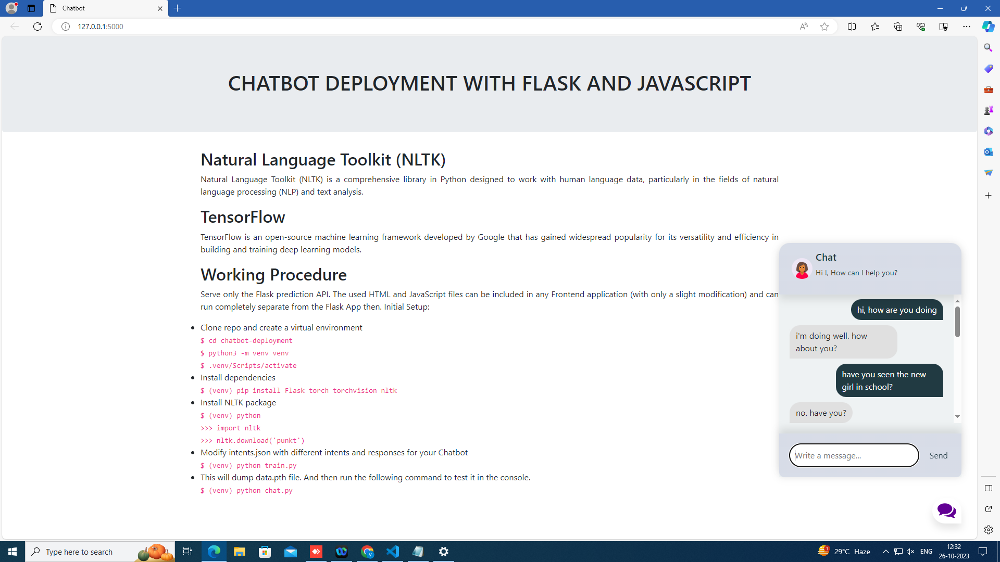 Chatbot
127.0.0.1:5000
CHATBOT DEPLOYMENT WITH FLASK AND JAVASCRIPT
Natural Language Toolkit (NLTK)
Natural Language Toolkit (NLTK) is a comprehensive library in Python designed to work with human language data, particularly in the fields of natural
language processing (NLP) and text analysis.
TensorFlow
TensorFlow is an open-source machine learning framework developed by Google that has gained widespread popularity for its versatility and efficiency in
building and training deep learning models.
Working Procedure
Serve only the Flask prediction API. The used HTML and JavaScript files can be included in any Frontend application (with only a slight modification) and can
run completely separate from the Flask App then. Initial Setup:
• Clone repo and create a virtual environment
$ cd chatbot-deployment
$ python3 -m venv venv
$ .venv/Scripts/activate
• Install dependencies
$ (venv) pip install Flask torch torchvision nltk
• Install NLTK package
$ (venv) python
>>> import nltk
>>> nltk.download('punkt')
• Modify intents.json with different intents and responses for your Chatbot
$ (venv) python train.py
• This will dump data.pth file. And then run the following command to test it in the console.
$ (venv) python chat.py
Chat
Hi !, How can I help you?
hi, how are you doing
i'm doing well. how
about you?
have you seen the new
girl in school?
no. have you?
Write a message...
Send
Type here to search
1
29°C Haze
ENG
12:32
26-10-2023